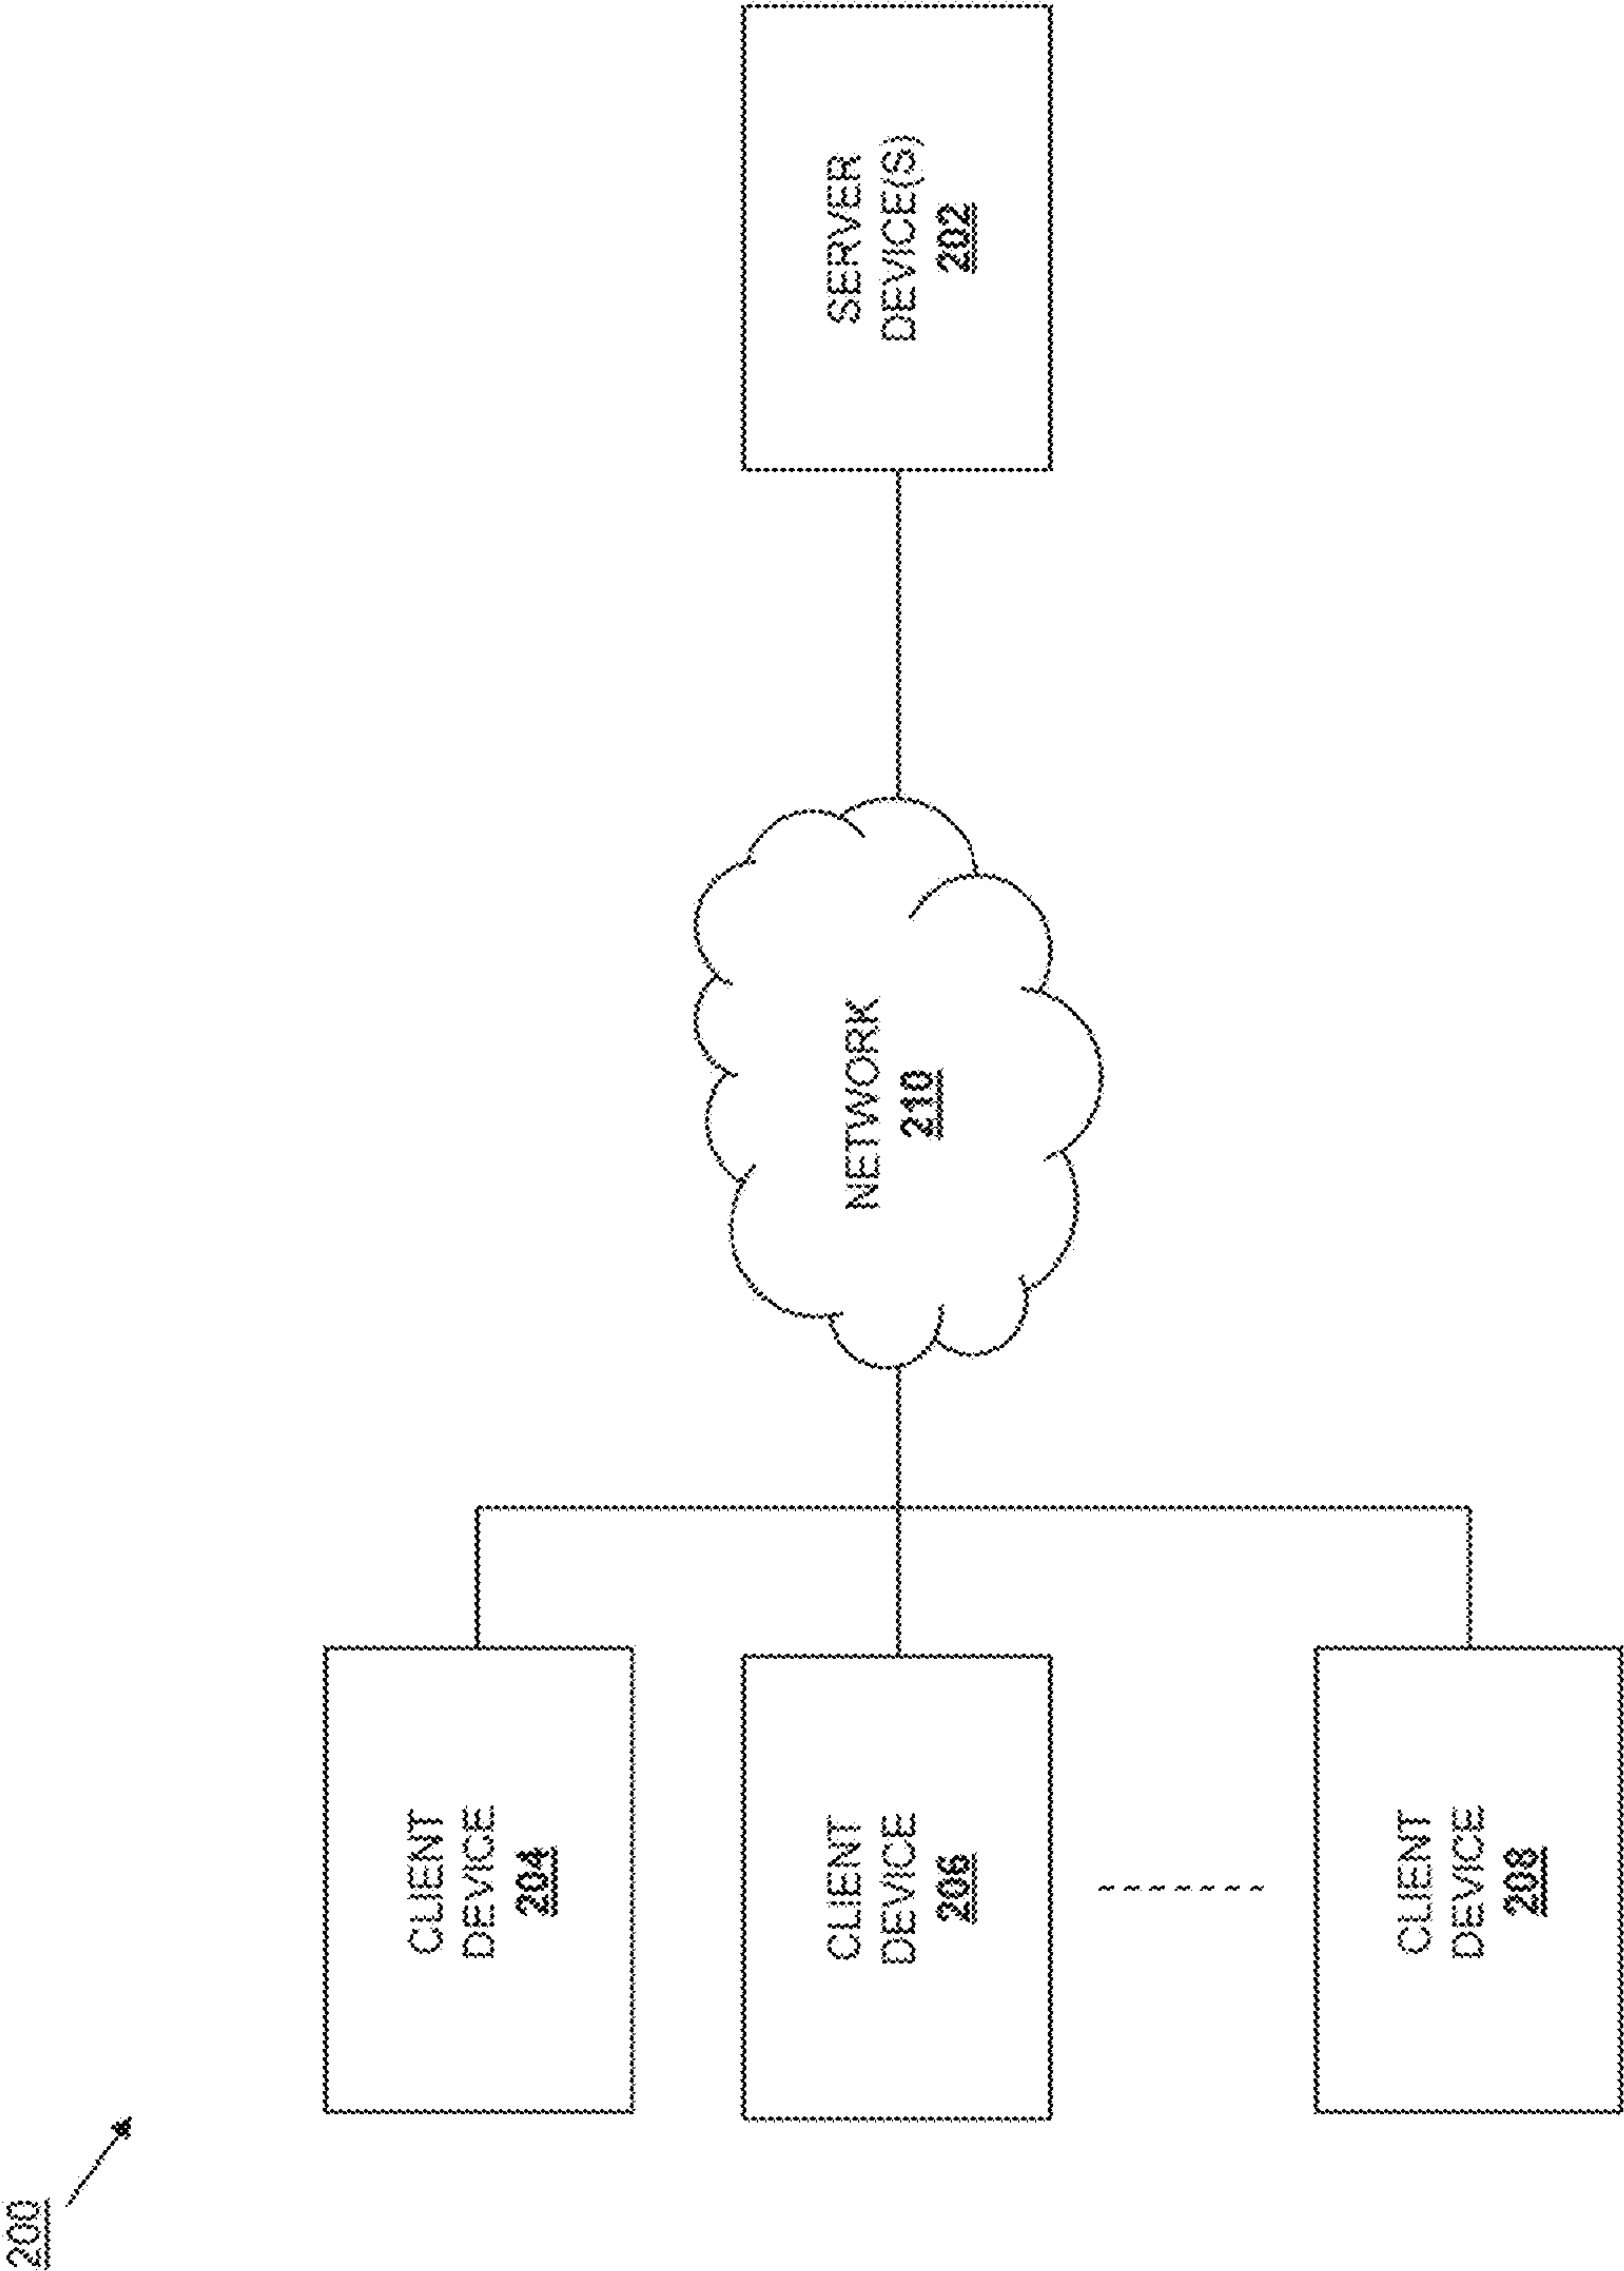 200
CLIENT
DEVICE
204
CLIENT
DEVICE
206
CLIENT
DEVICE
208
NETWORK
210
SERVER
DEVICE(S)
202